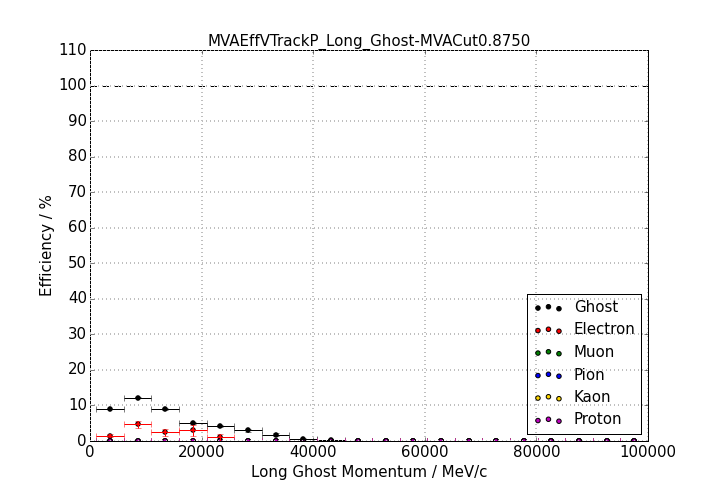 MVAEffVTrackP_Long_Ghost-MVACut0.8750
110
100
90
80
70
60
50
40
30
20
10
0
Efficiency / %
Ghost
Electron
Muon
Pion
Kaon
Proton
0 20000 40000 60000 80000 100000
Long Ghost Momentum / MeV/c